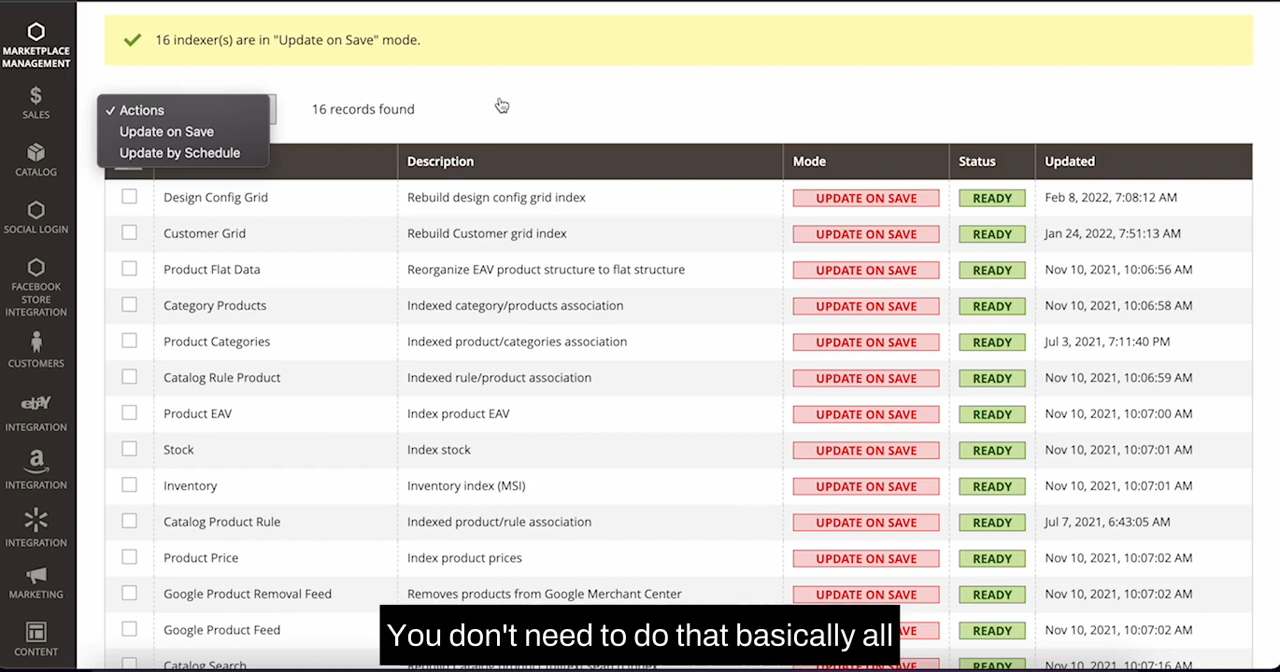 MARKETPLACE
MANAGEMENT
$
SALES
CATALOG
SOCIAL LOGIN
FACEBOOK
STORE
INTEGRATION
CUSTOMERS
ebay
INTEGRATION
a
INTEGRATION
INTEGRATION
MARKETING
CONTENT
16 indexer(s) are in "Update on Save" mode.
✓ Actions
Update on Save
Update by Schedule
16 records found
Description Mode Status Updated
Design Config Grid Rebuild design config grid index UPDATE ON SAVE READY Feb 8, 2022, 7:08:12 AM
Customer Grid Rebuild Customer grid index UPDATE ON SAVE READY Jan 24, 2022, 7:51:13 AM
Product Flat Data Reorganize EAV product structure to flat structure UPDATE ON SAVE READY Nov 10, 2021, 10:06:56 AM
Category Products Indexed category/products association UPDATE ON SAVE READY Nov 10, 2021, 10:06:58 AM
Product Categories Indexed product/categories association UPDATE ON SAVE READY Jul 3, 2021, 7:11:40 PM
Catalog Rule Product Indexed rule/product association UPDATE ON SAVE READY Nov 10, 2021, 10:06:59 AM
Product EAV Index product EAV UPDATE ON SAVE READY Nov 10, 2021, 10:07:00 AM
Stock Index stock UPDATE ON SAVE READY Nov 10, 2021, 10:07:01 AM
Inventory Inventory index (MSI) UPDATE ON SAVE READY Nov 10, 2021, 10:07:01 AM
Catalog Product Rule Indexed product/rule association UPDATE ON SAVE READY Jul 7, 2021, 6:43:05 AM
Product Price Index product prices UPDATE ON SAVE READY Nov 10, 2021, 10:07:02 AM
Google Product Removal Feed Removes products from Google Merchant Center UPDATE ON SAVE READY Nov 10, 2021, 10:07:02 AM
Google Product Feed VE READY Nov 10, 2021, 10:07:02 AM
Catalog Search READY Nov 10, 2021, 10:07:16 AM
You don't need to do that basically all